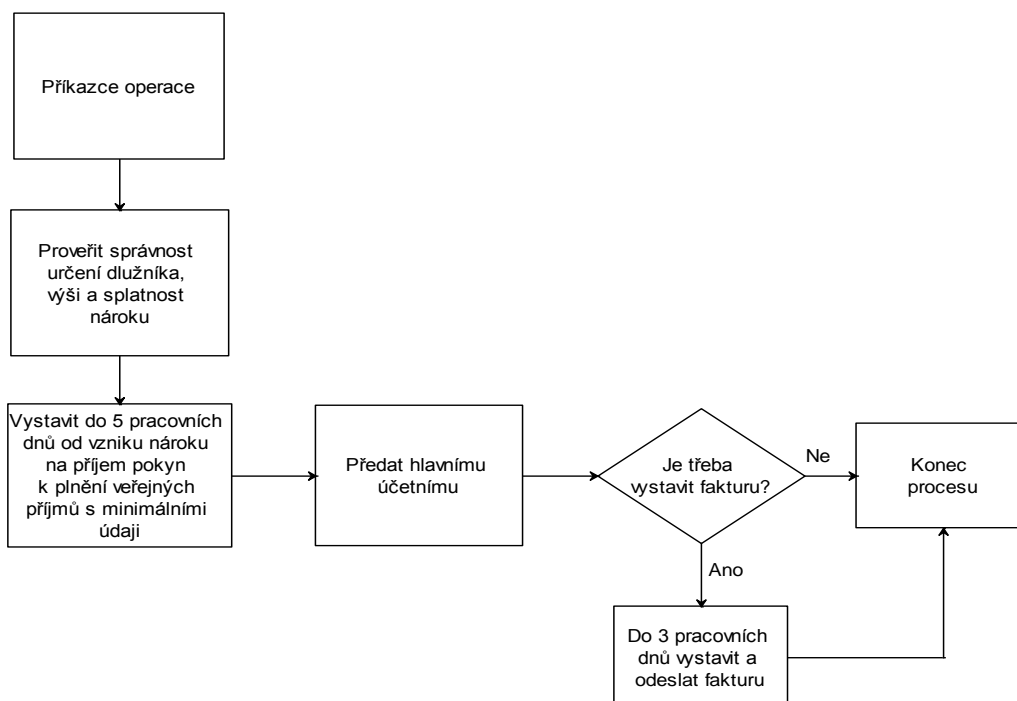 Příkazce operace
Prověřit správnost
určení dlužníka,
výši a splatnost
nároku
Vystavit do 5 pracovních
dnů od vzniku nároku
na příjem pokyn
k plnění veřejných
příjmů s minimálními
údaji
Předat hlavnímu
účetnímu
Je třeba
vystavit fakturu?
Ne
Konec
procesu
Ano
Do 3 pracovních
dnů vystavit a
odeslat fakturu